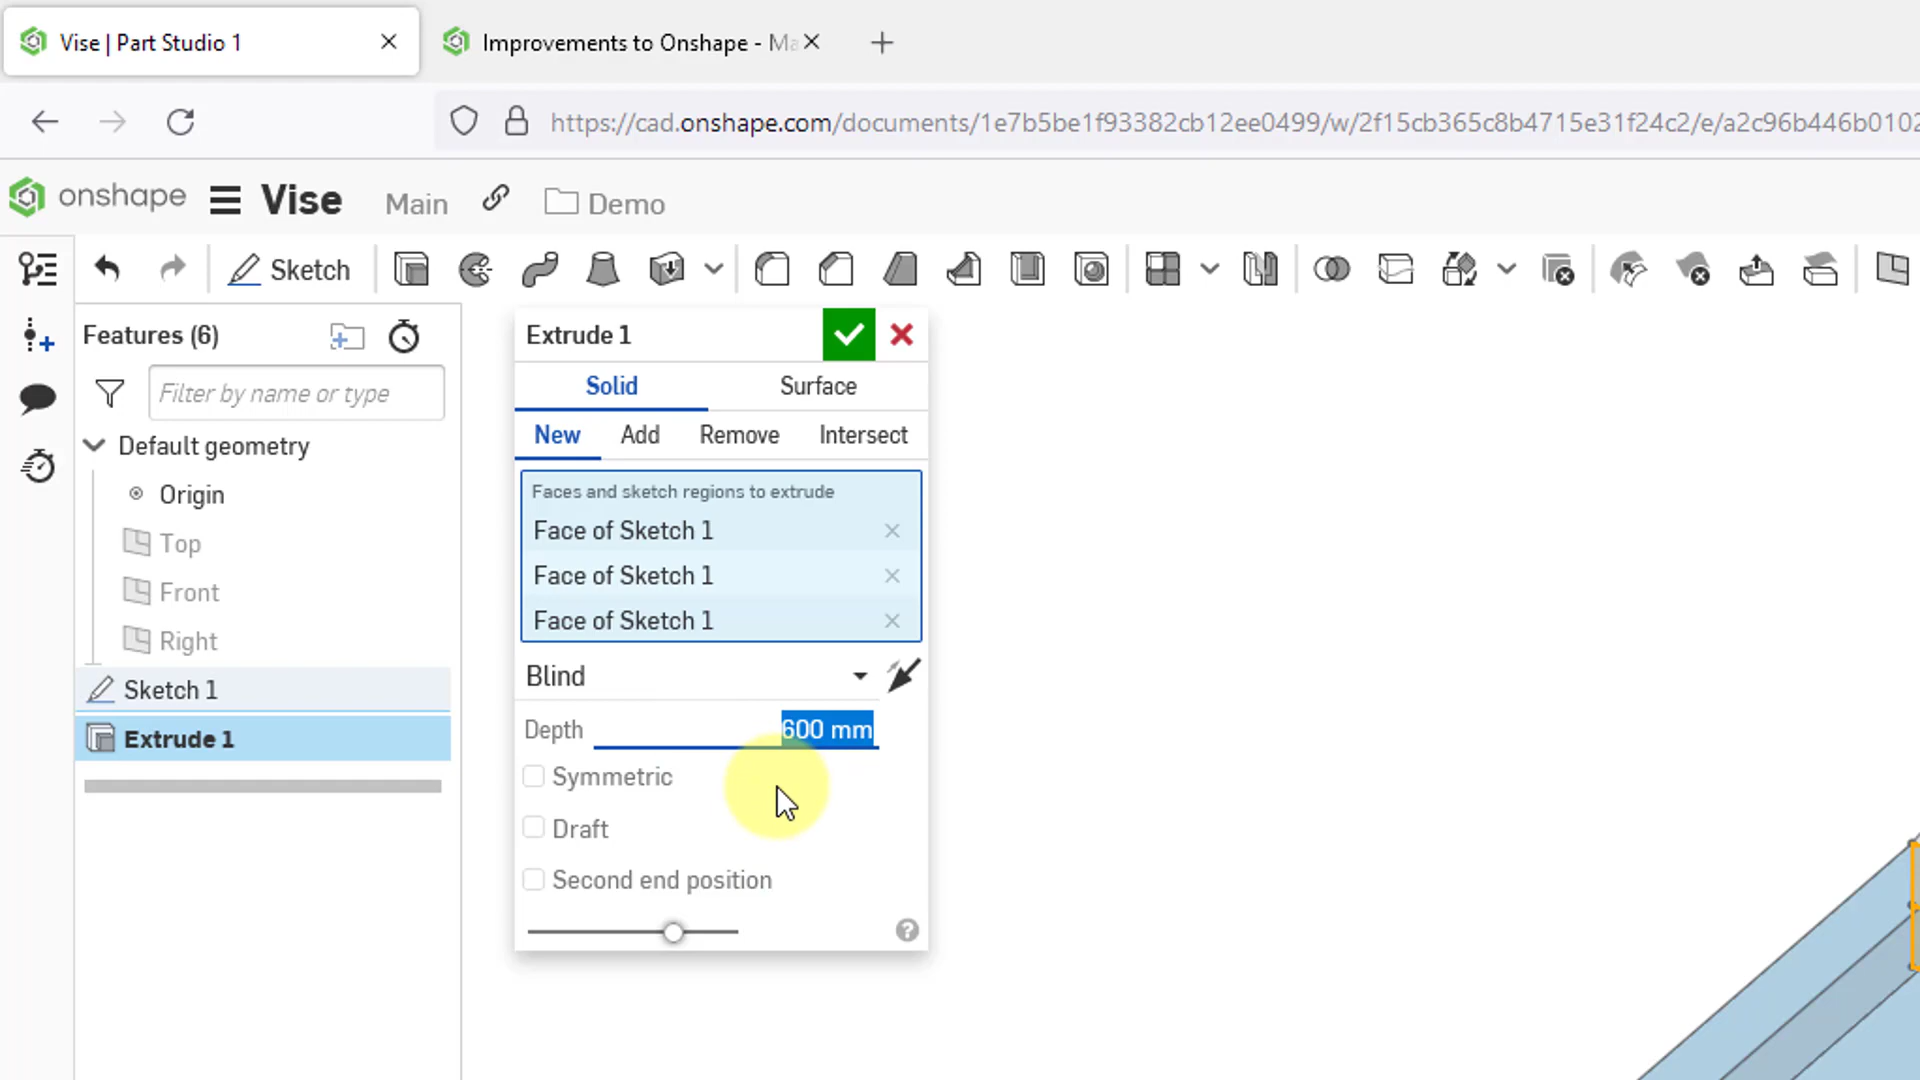 Vise | Part Studio 1
Improvements to Onshape - Ma
https://cad.onshape.com/documents/1e7b5be1f93382cb12ee0499/w/2f15cb365c8b4715e31f24c2/e/a2c96b446b0102
onshape Vise Main Demo
Sketch
Features (6)
Filter by name or type
Default geometry
Origin
Top
Front
Right
Sketch 1
Extrude 1
Extrude 1
Solid Surface
New Add Remove Intersect
Faces and sketch regions to extrude
Face of Sketch 1
Face of Sketch 1
Face of Sketch 1
Blind
Depth 600 mm
Symmetric
Draft
Second end position